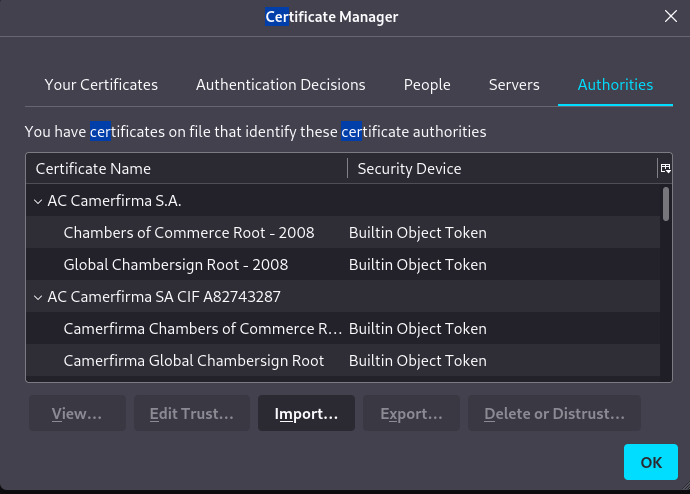 Certificate Manager
Your Certificates Authentication Decisions People Servers Authorities
You have certificates on file that identify these certificate authorities
Certificate Name Security Device
AC Camerfirma S.A.
Chambers of Commerce Root - 2008 Builtin Object Token
Global Chambersign Root - 2008 Builtin Object Token
AC Camerfirma SA CIF A82743287
Camerfirma Chambers of Commerce R… Builtin Object Token
Camerfirma Global Chambersign Root Builtin Object Token
View… Edit Trust… Import… Export… Delete or Distrust…
OK